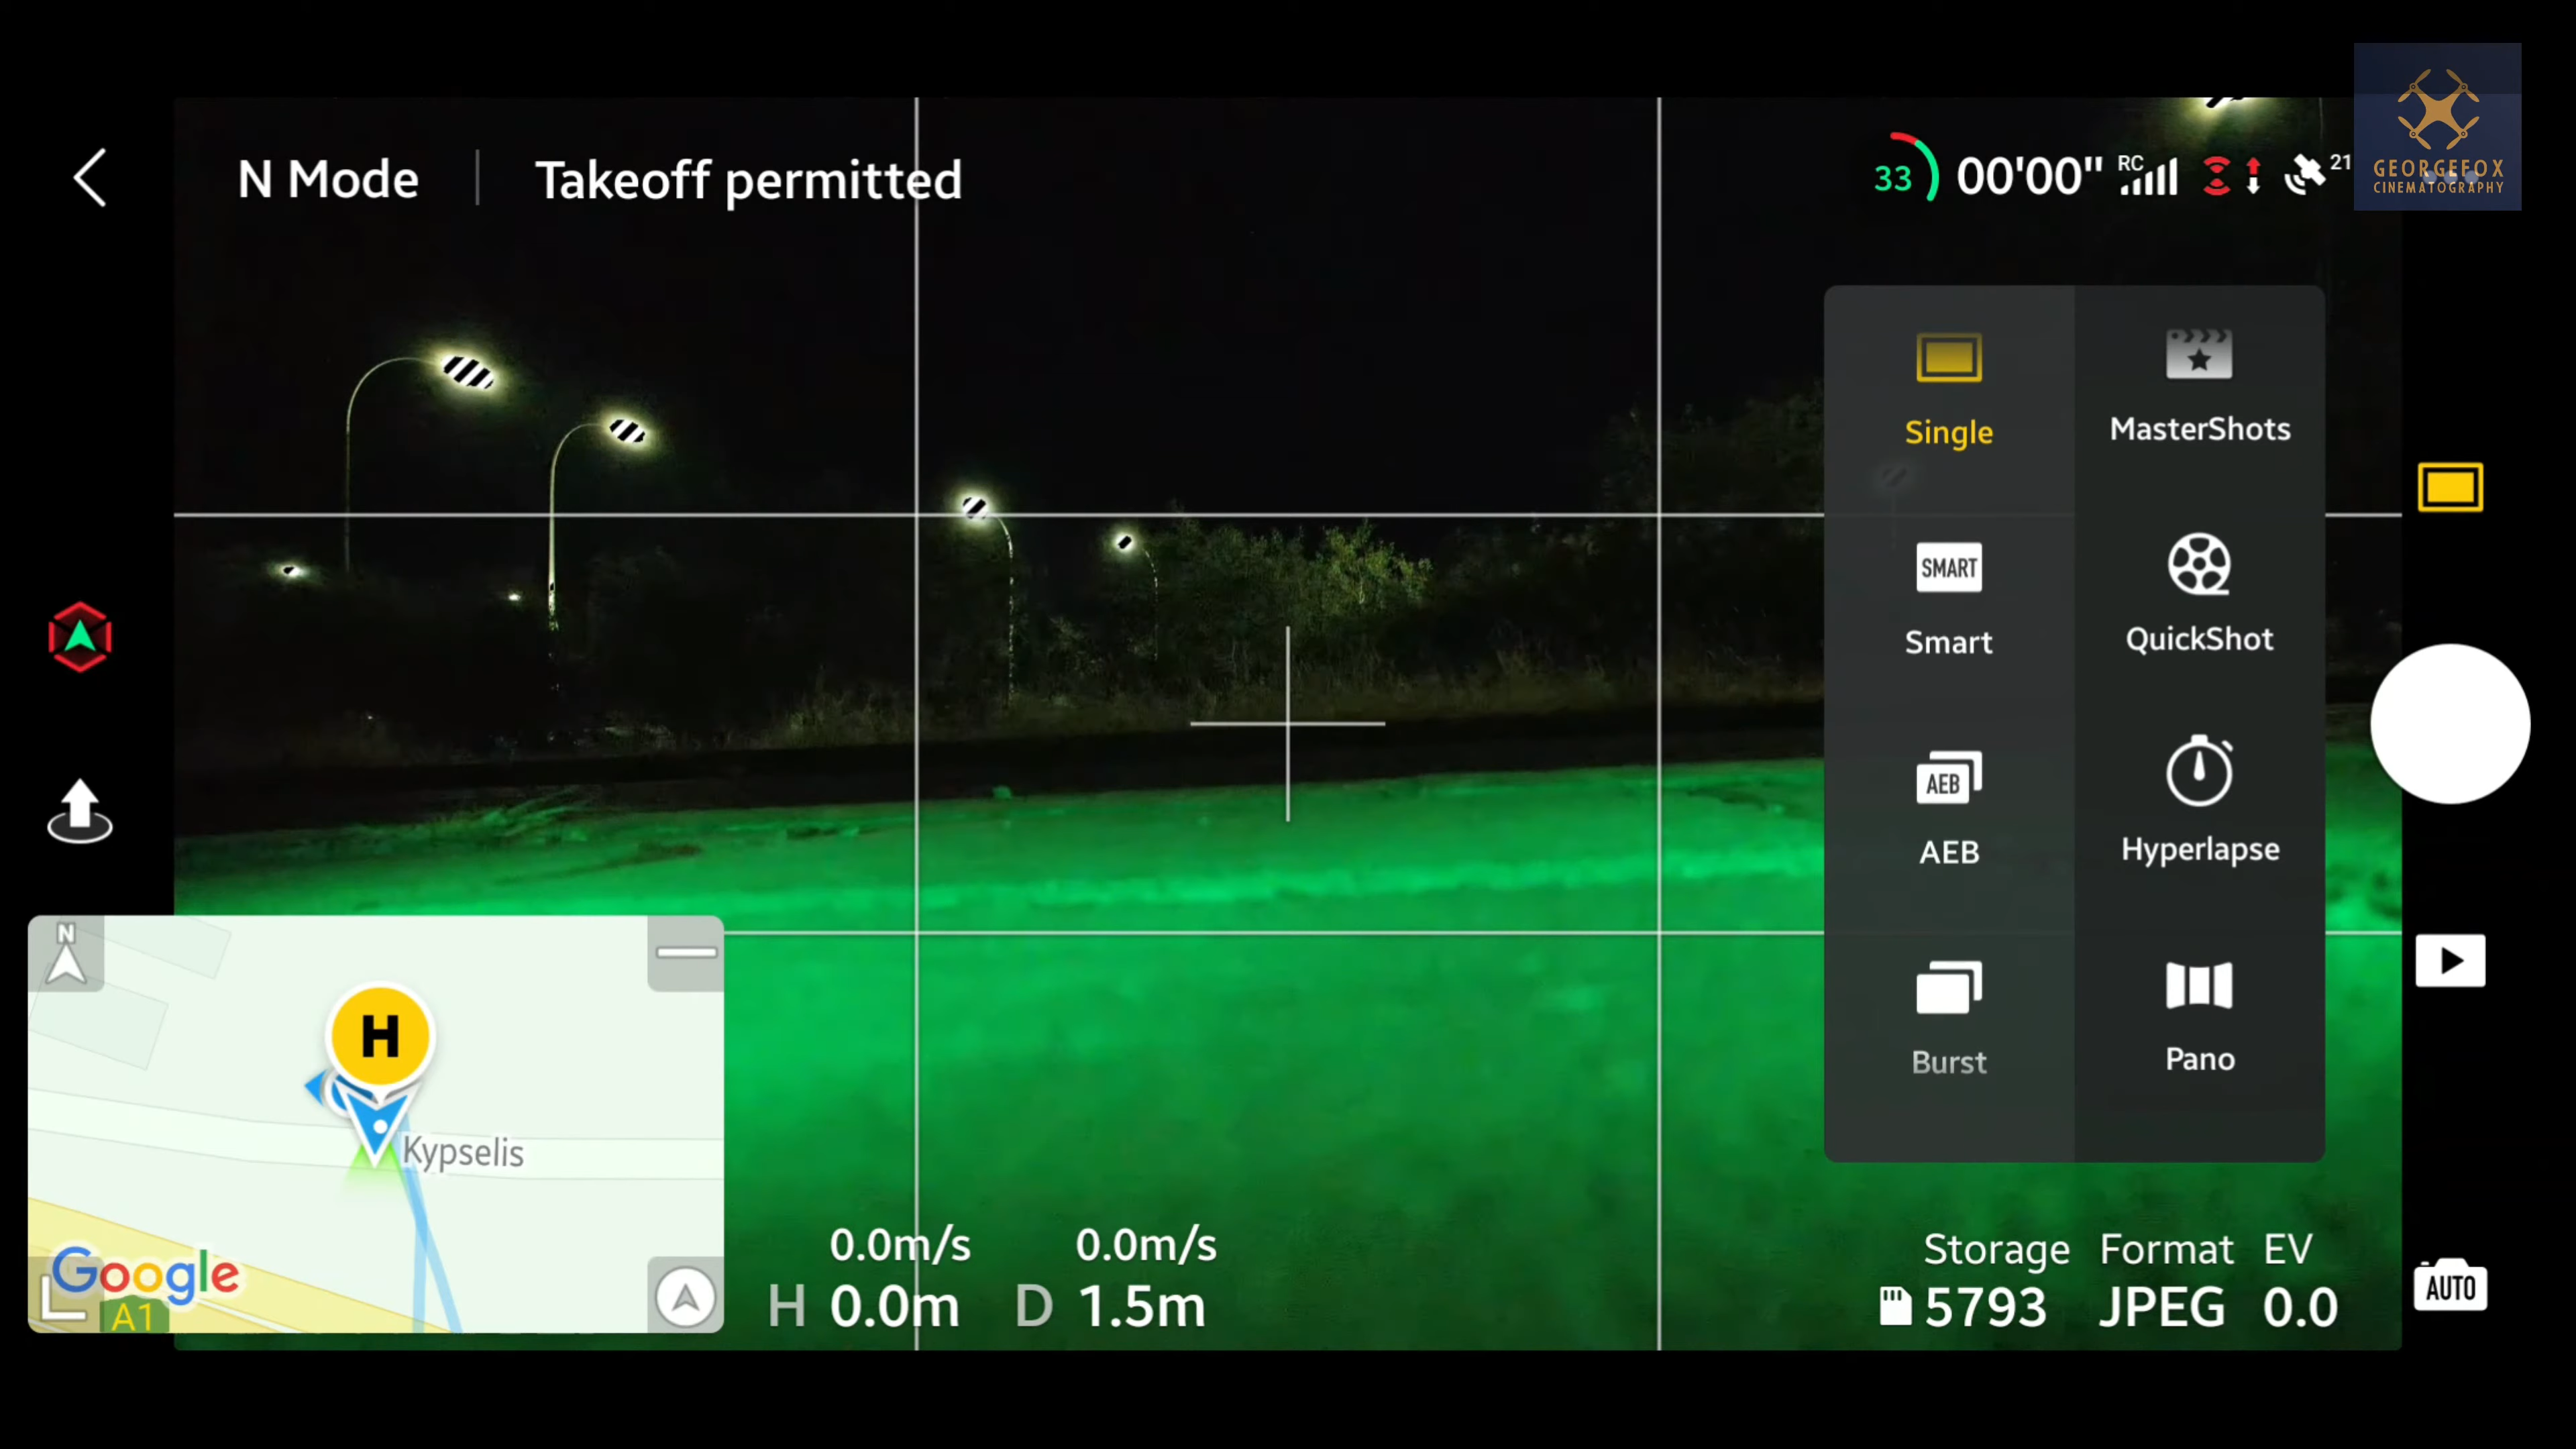 N Mode
Takeoff permitted
33
00'00"
RC
21
GEORGEFOX
CINEMATOGRAPHY
Single
MasterShots
SMART
Smart
QuickShot
AEB
AEB
Hyperlapse
Burst
Pano
N
H
Kypselis
Google
A1
0.0m/s
0.0m/s
H 0.0m
D 1.5m
Storage
Format
EV
5793
JPEG
0.0
AUTO